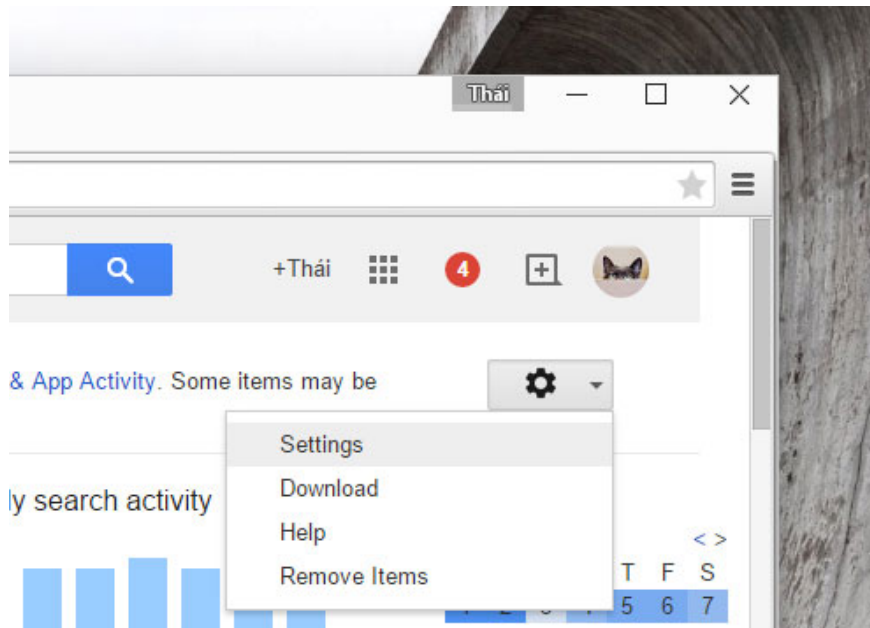 Thái
+Thái 4
& App Activity. Some items may be
Settings
Download
Help
Remove Items
ly search activity
< >
T F S
5 6 7